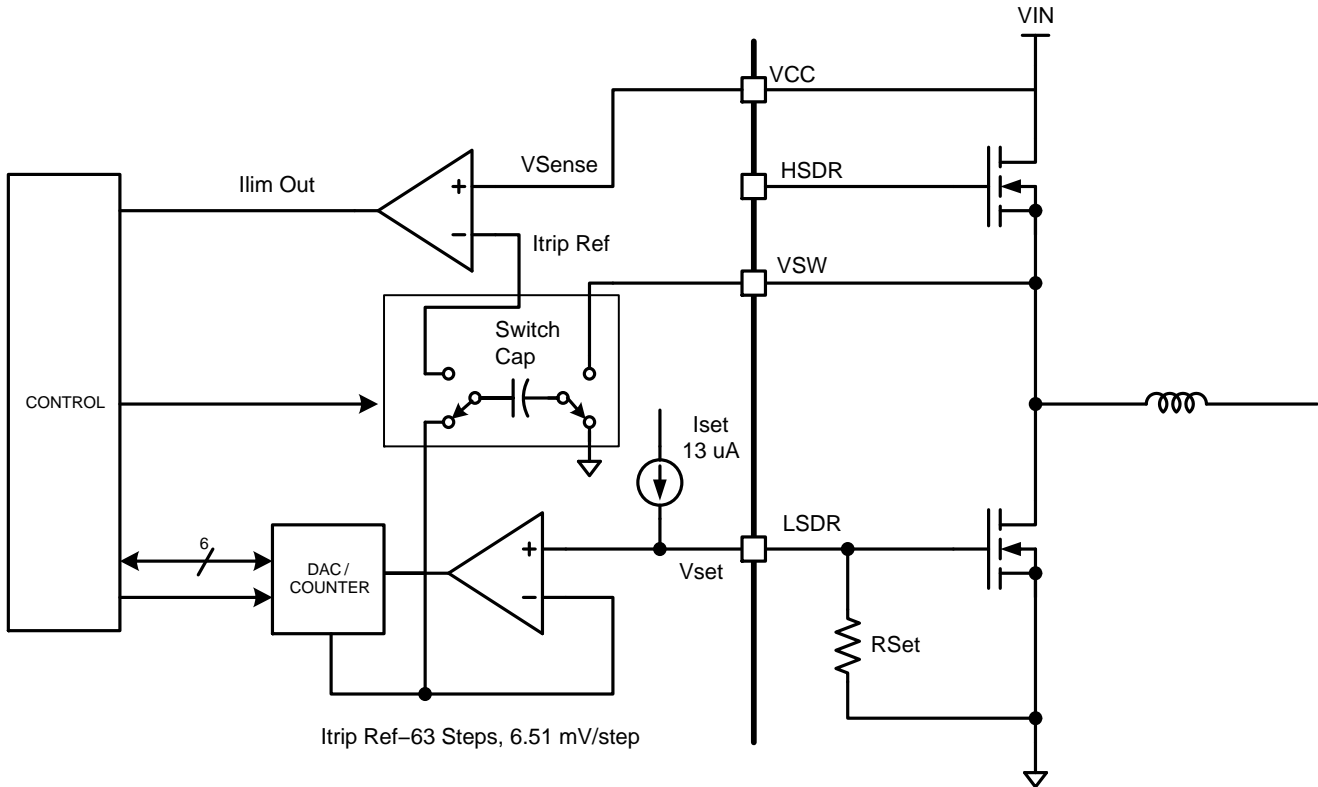 VIN
VCC
VSense
HSDR
Ilim Out
+
−
Itrip Ref
VSW
Switch
Cap
CONTROL
Iset
13 uA
LSDR
6
DAC /
COUNTER
+
−
Vset
RSet
Itrip Ref−63 Steps, 6.51 mV/step